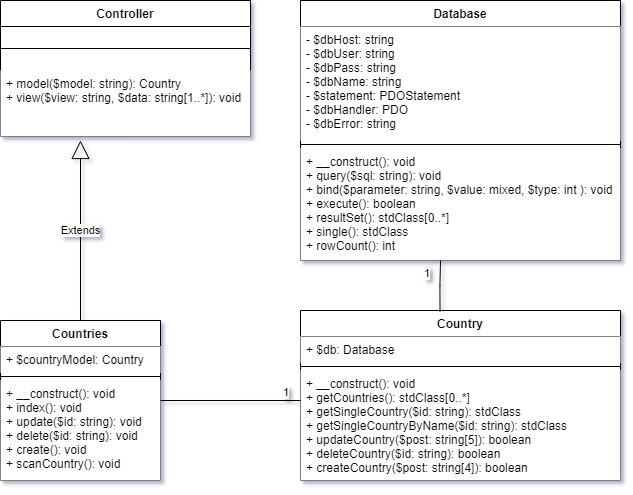 Controller
+ model($model: string): Country
+ view($view: string, $data: string[1..*]): void
Database
- $dbHost: string
- $dbUser: string
- $dbPass: string
- $dbName: string
- $statement: PDOStatement
- $dbHandler: PDO
- $dbError: string
+ __construct(): void
+ query($sql: string): void
+ bind($parameter: string, $value: mixed, $type: int ): void
+ execute(): boolean
+ resultSet(): stdClass[0..*]
+ single(): stdClass
+ rowCount(): int
Extends
1
Countries
+ $countryModel: Country
+ __construct(): void
+ index(): void
+ update($id: string): void
+ delete($id: string): void
+ create(): void
+ scanCountry(): void
1
Country
+ $db: Database
+ __construct(): void
+ getCountries(): stdClass[0..*]
+ getSingleCountry($id: string): stdClass
+ getSingleCountryByName($id: string): stdClass
+ updateCountry($post: string[5]): boolean
+ deleteCountry($id: string): boolean
+ createCountry($post: string[4]): boolean